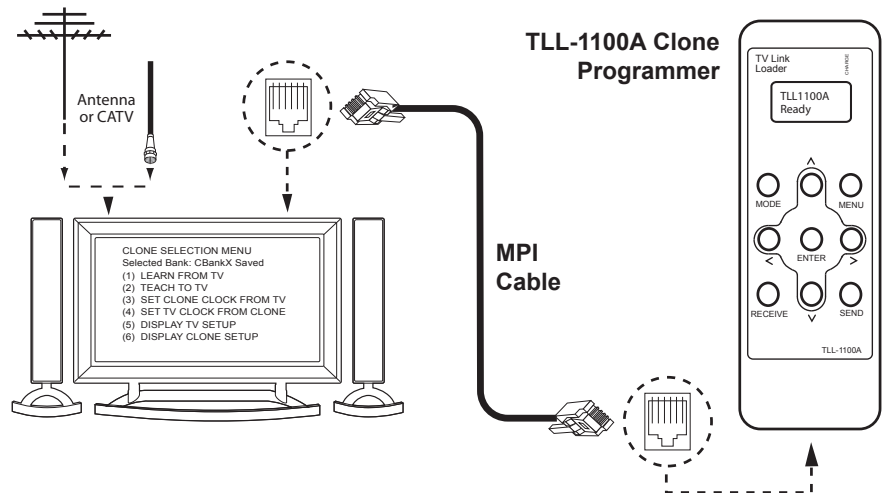 TLL-1100A Clone
Programmer
Antenna
or CATV
CLONE SELECTION MENU
Selected Bank: CBankX Saved
(1) LEARN FROM TV
(2) TEACH TO TV
(3) SET CLONE CLOCK FROM TV
(4) SET TV CLOCK FROM CLONE
(5) DISPLAY TV SETUP
(6) DISPLAY CLONE SETUP
MPI
Cable
TV Link
Loader
CHARGE
TLL1100A
Ready
MODE
MENU
ENTER
RECEIVE
SEND
TLL-1100A